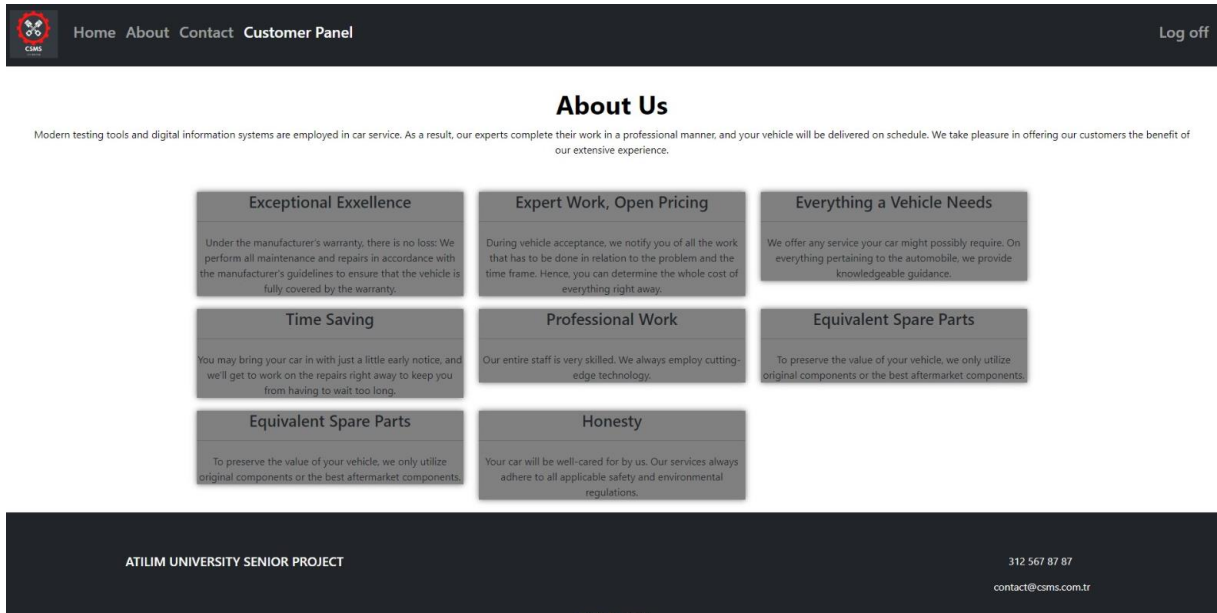 CSMS
Home About Contact Customer Panel
Log off
About Us
Modern testing tools and digital information systems are employed in car service. As a result, our experts complete their work in a professional manner, and your vehicle will be delivered on schedule. We take pleasure in offering our customers the benefit of
our extensive experience.
Exceptional Exxellence
Under the manufacturer's warranty, there is no loss: We
perform all maintenance and repairs in accordance with
the manufacturer's guidelines to ensure that the vehicle is
fully covered by the warranty.
Expert Work, Open Pricing
During vehicle acceptance, we notify you of all the work
that has to be done in relation to the problem and the
time frame. Hence, you can determine the whole cost of
everything right away.
Everything a Vehicle Needs
We offer any service your car might possibly require. On
everything pertaining to the automobile, we provide
knowledgeable guidance.
Time Saving
You may bring your car in with just a little early notice, and
we'll get to work on the repairs right away to keep you
from having to wait too long.
Professional Work
Our entire staff is very skilled. We always employ cutting-
edge technology.
Equivalent Spare Parts
To preserve the value of your vehicle, we only utilize
original components or the best aftermarket components.
Equivalent Spare Parts
To preserve the value of your vehicle, we only utilize
original components or the best aftermarket components.
Honesty
Your car will be well-cared for by us. Our services always
adhere to all applicable safety and environmental
regulations.
ATILIM UNIVERSITY SENIOR PROJECT
312 567 87 87
contact@csms.com.tr